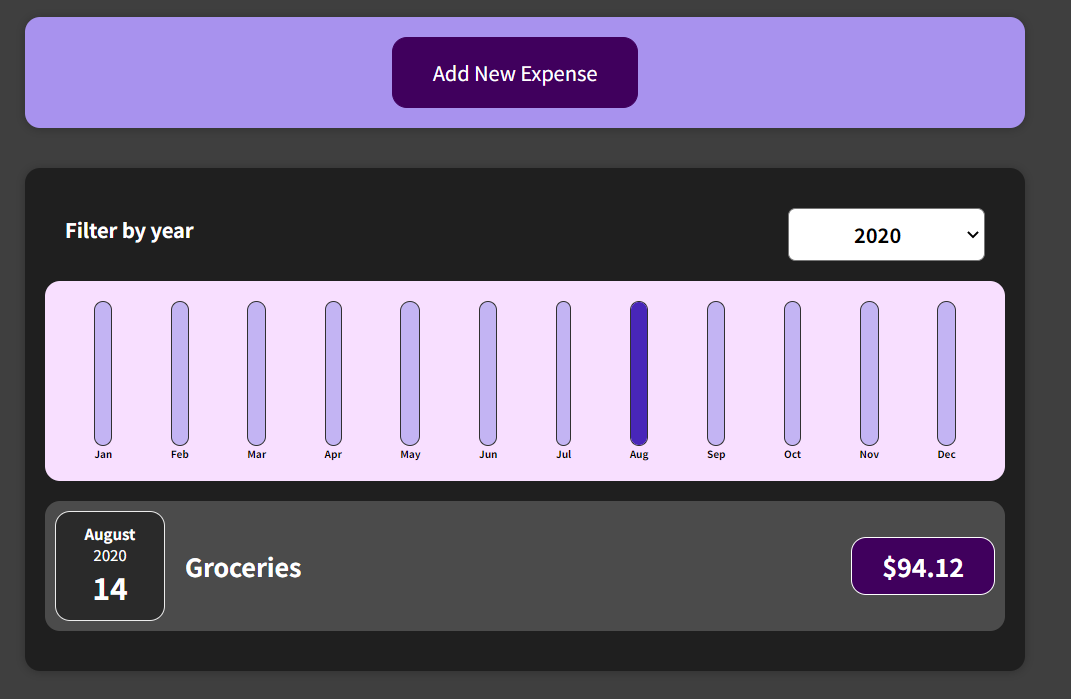 Add New Expense
Filter by year
2020
Jan Feb Mar Apr May Jun Jul Aug Sep Oct Nov Dec
August
2020
14
Groceries
$94.12